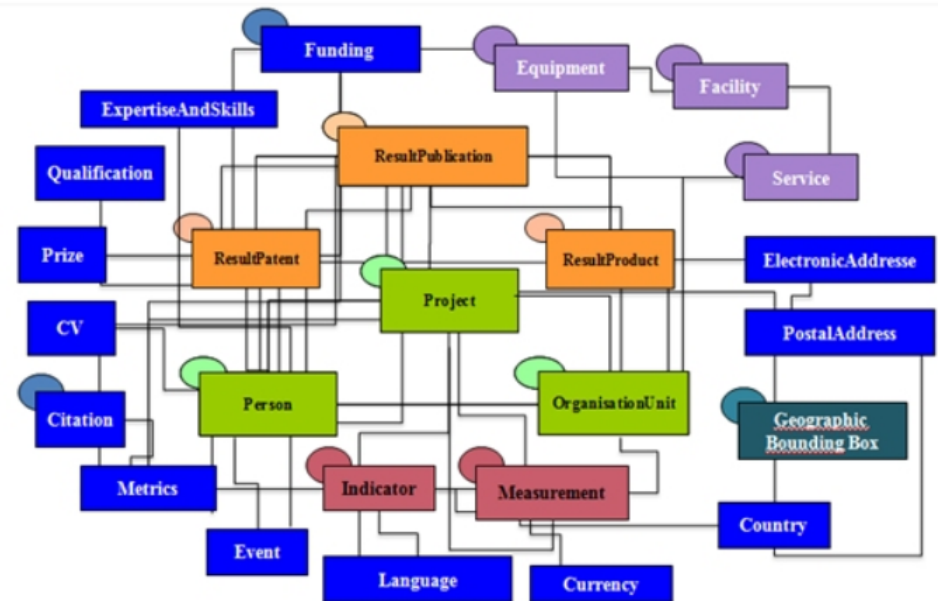 Funding
Equipment
Facility
ExpertiseAndSkills
ResultPublication
Qualification
Service
Prize
ResultPatent
ResultProduct
ElectronicAddresse
Project
CV
PostalAddress
Person
OrganisationUnit
Citation
Geographic
Bounding Box
Metrics
Indicator
Measurement
Country
Event
Language
Currency